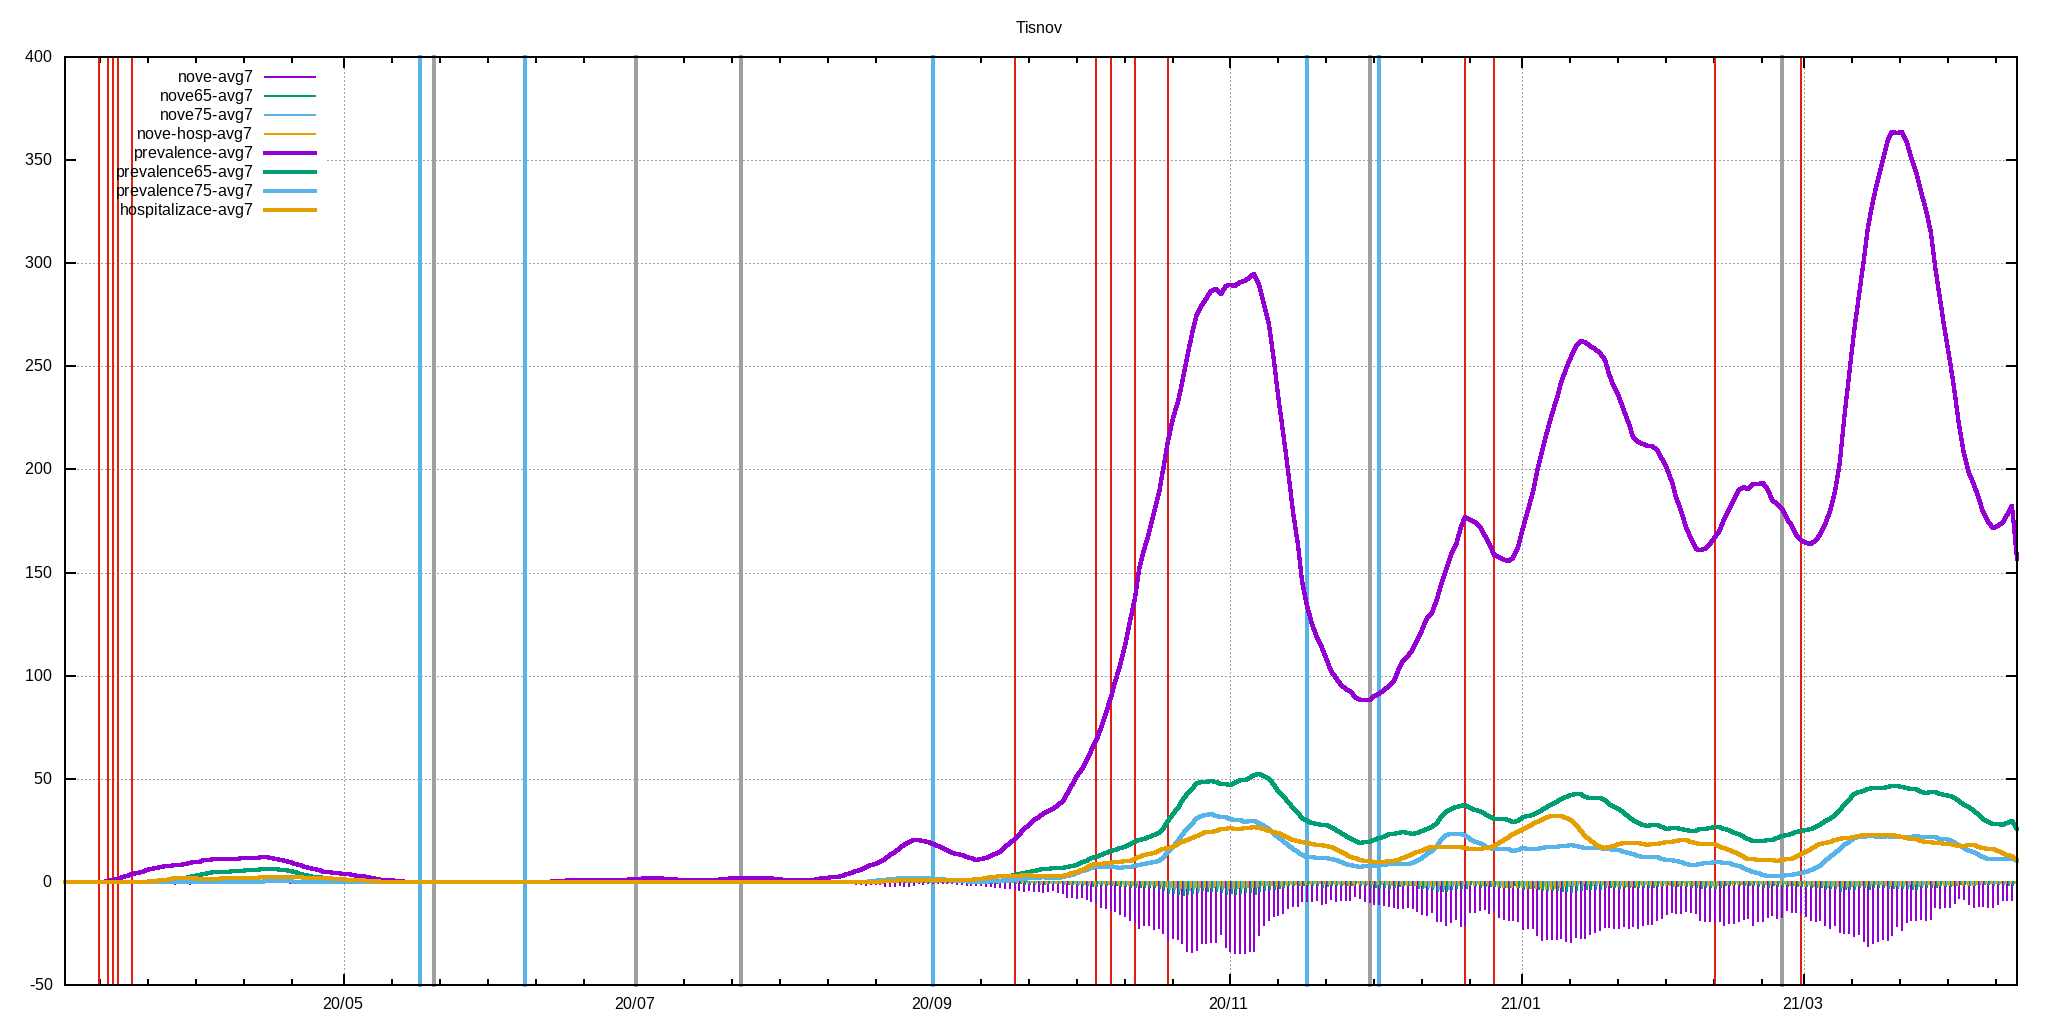 Tisnov
400
350
300
250
200
150
100
50
0
-50
nove-avg7
nove65-avg7
nove75-avg7
nove-hosp-avg7
prevalence-avg7
prevalence65-avg7
prevalence75-avg7
hospitalizace-avg7
20/05 20/07 20/09 20/11 21/01 21/03